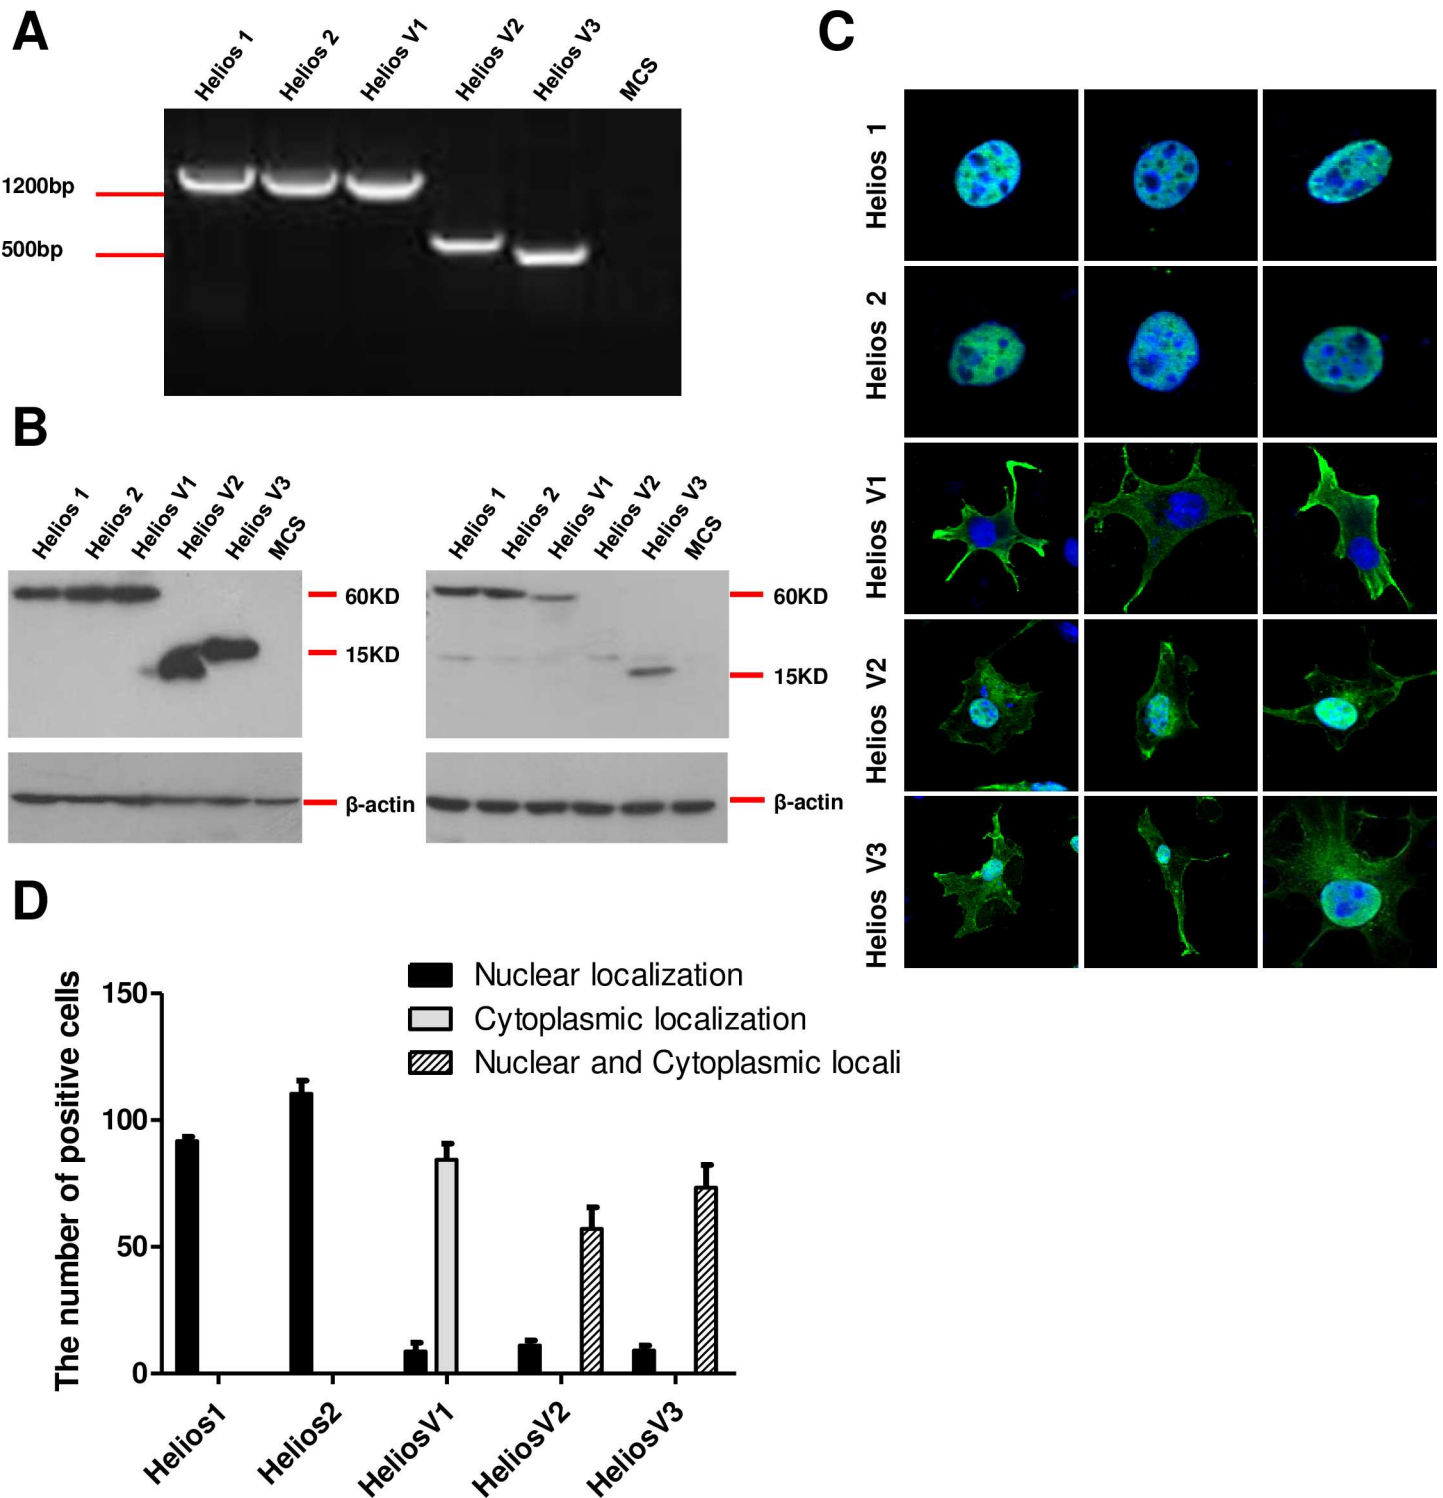 A
Helios 1
Helios 2
Helios V1
Helios V2
Helios V3
MCS
1200bp
500bp
B
Helios 1
Helios 2
Helios V1
Helios V2
Helios V3
MCS
60KD
15KD
β-actin
Helios 1
Helios 2
Helios V1
Helios V2
Helios V3
MCS
60KD
15KD
β-actin
C
Helios 1
Helios 2
Helios V1
Helios V2
Helios V3
D
Nuclear localization
Cytoplasmic localization
Nuclear and Cytoplasmic locali
The number of positive cells
150
100
50
0
Helios1
Helios2
HeliosV1
HeliosV2
HeliosV3